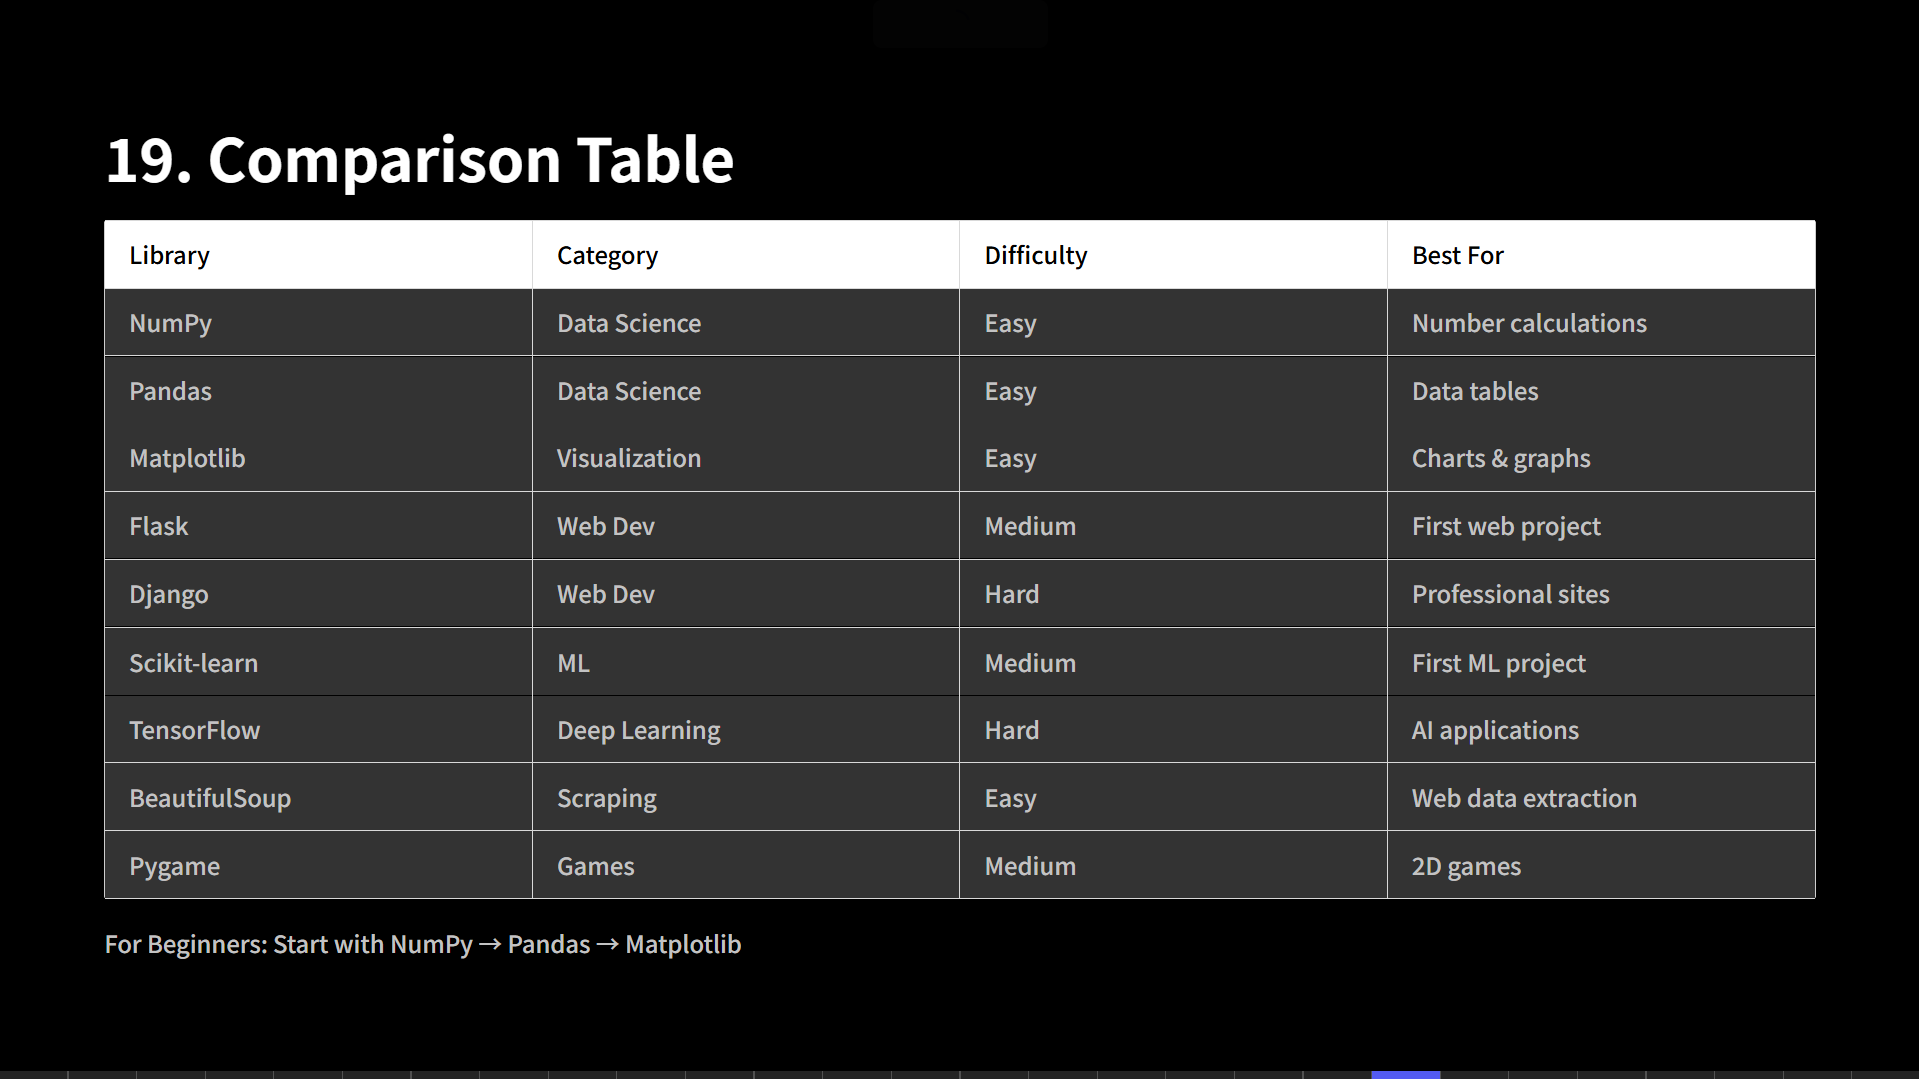 19. Comparison Table
Library Category Difficulty Best For
NumPy Data Science Easy Number calculations
Pandas Data Science Easy Data tables
Matplotlib Visualization Easy Charts & graphs
Flask Web Dev Medium First web project
Django Web Dev Hard Professional sites
Scikit-learn ML Medium First ML project
TensorFlow Deep Learning Hard AI applications
BeautifulSoup Scraping Easy Web data extraction
Pygame Games Medium 2D games
For Beginners: Start with NumPy → Pandas → Matplotlib